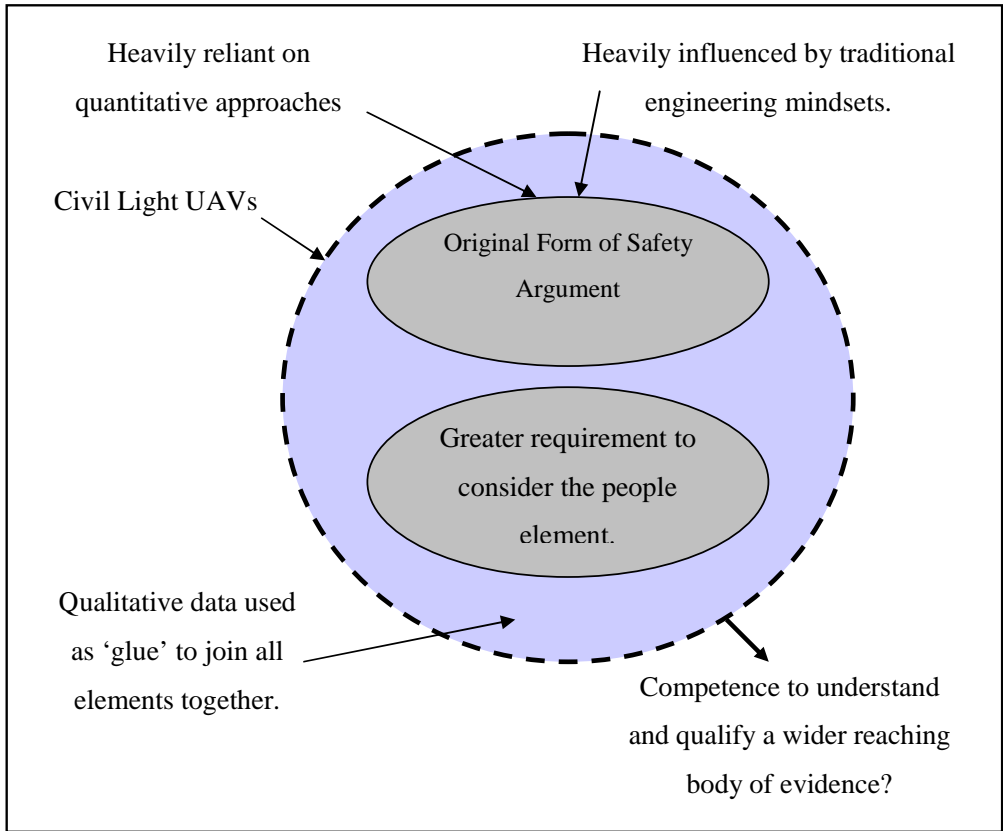 Heavily reliant on
quantitative approaches
Heavily influenced by traditional
engineering mindsets.
Civil Light UAVs
Original Form of Safety
Argument
Greater requirement to
consider the people
element.
Qualitative data used
as ‘glue’ to join all
elements together.
Competence to understand
and qualify a wider reaching
body of evidence?